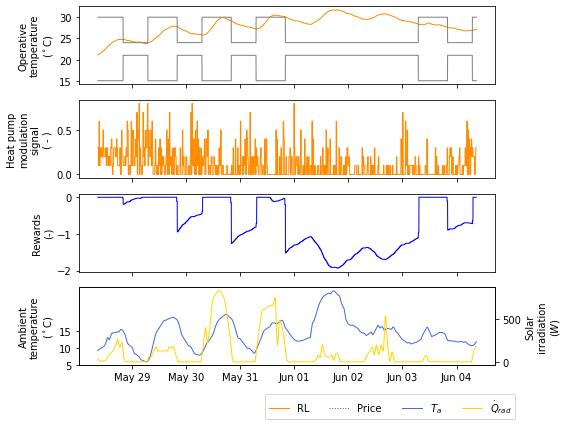 Operative
temperature
(°C)
30
25
20
15
Heat pump
modulation
signal
( - )
0.5
0.0
Rewards
(-)
0
−1
−2
Ambient
temperature
(°C)
15
10
5
Solar
irradiation
(W)
500
0
May 29 May 30 May 31 Jun 01 Jun 02 Jun 03 Jun 04
RL Price Tₐ Q̇rad